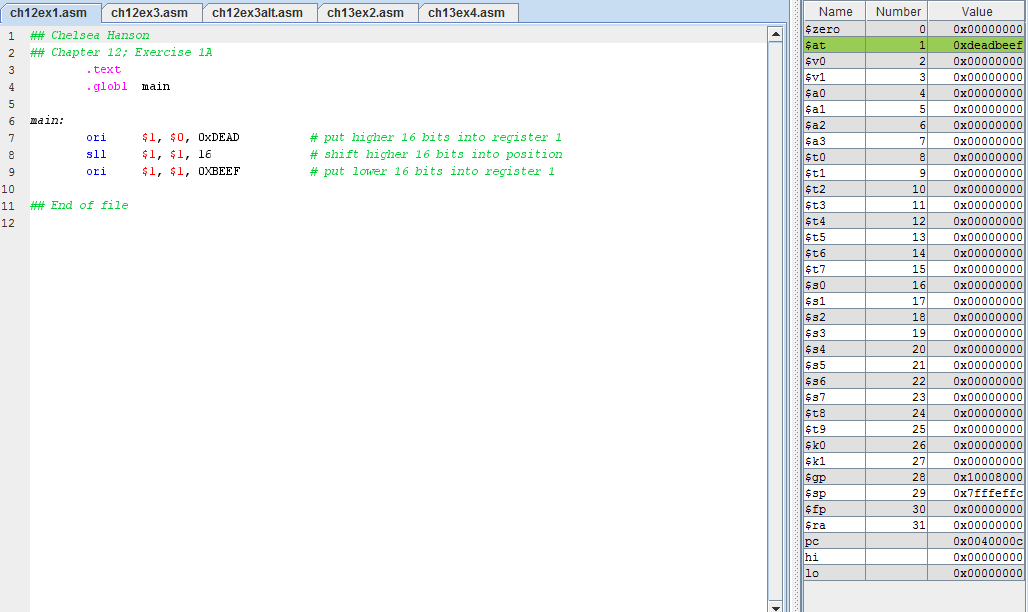 ch12ex1.asm ch12ex3.asm ch12ex3alt.asm ch13ex2.asm ch13ex4.asm
1 ## Chelsea Hanson
2 ## Chapter 12; Exercise 1A
3 .text
4 .globl main
5
6 main:
7 ori $1, $0, 0xDEAD # put higher 16 bits into register 1
8 sll $1, $1, 16 # shift higher 16 bits into position
9 ori $1, $1, 0XBEEF # put lower 16 bits into register 1
10
11 ## End of file
12
Name Number Value
$zero 0 0x00000000
$at 1 0xdeadbeef
$v0 2 0x00000000
$v1 3 0x00000000
$a0 4 0x00000000
$a1 5 0x00000000
$a2 6 0x00000000
$a3 7 0x00000000
$t0 8 0x00000000
$t1 9 0x00000000
$t2 10 0x00000000
$t3 11 0x00000000
$t4 12 0x00000000
$t5 13 0x00000000
$t6 14 0x00000000
$t7 15 0x00000000
$s0 16 0x00000000
$s1 17 0x00000000
$s2 18 0x00000000
$s3 19 0x00000000
$s4 20 0x00000000
$s5 21 0x00000000
$s6 22 0x00000000
$s7 23 0x00000000
$t8 24 0x00000000
$t9 25 0x00000000
$k0 26 0x00000000
$k1 27 0x00000000
$gp 28 0x10008000
$sp 29 0x7fffeffc
$fp 30 0x00000000
$ra 31 0x00000000
pc 0x0040000c
hi 0x00000000
lo 0x00000000